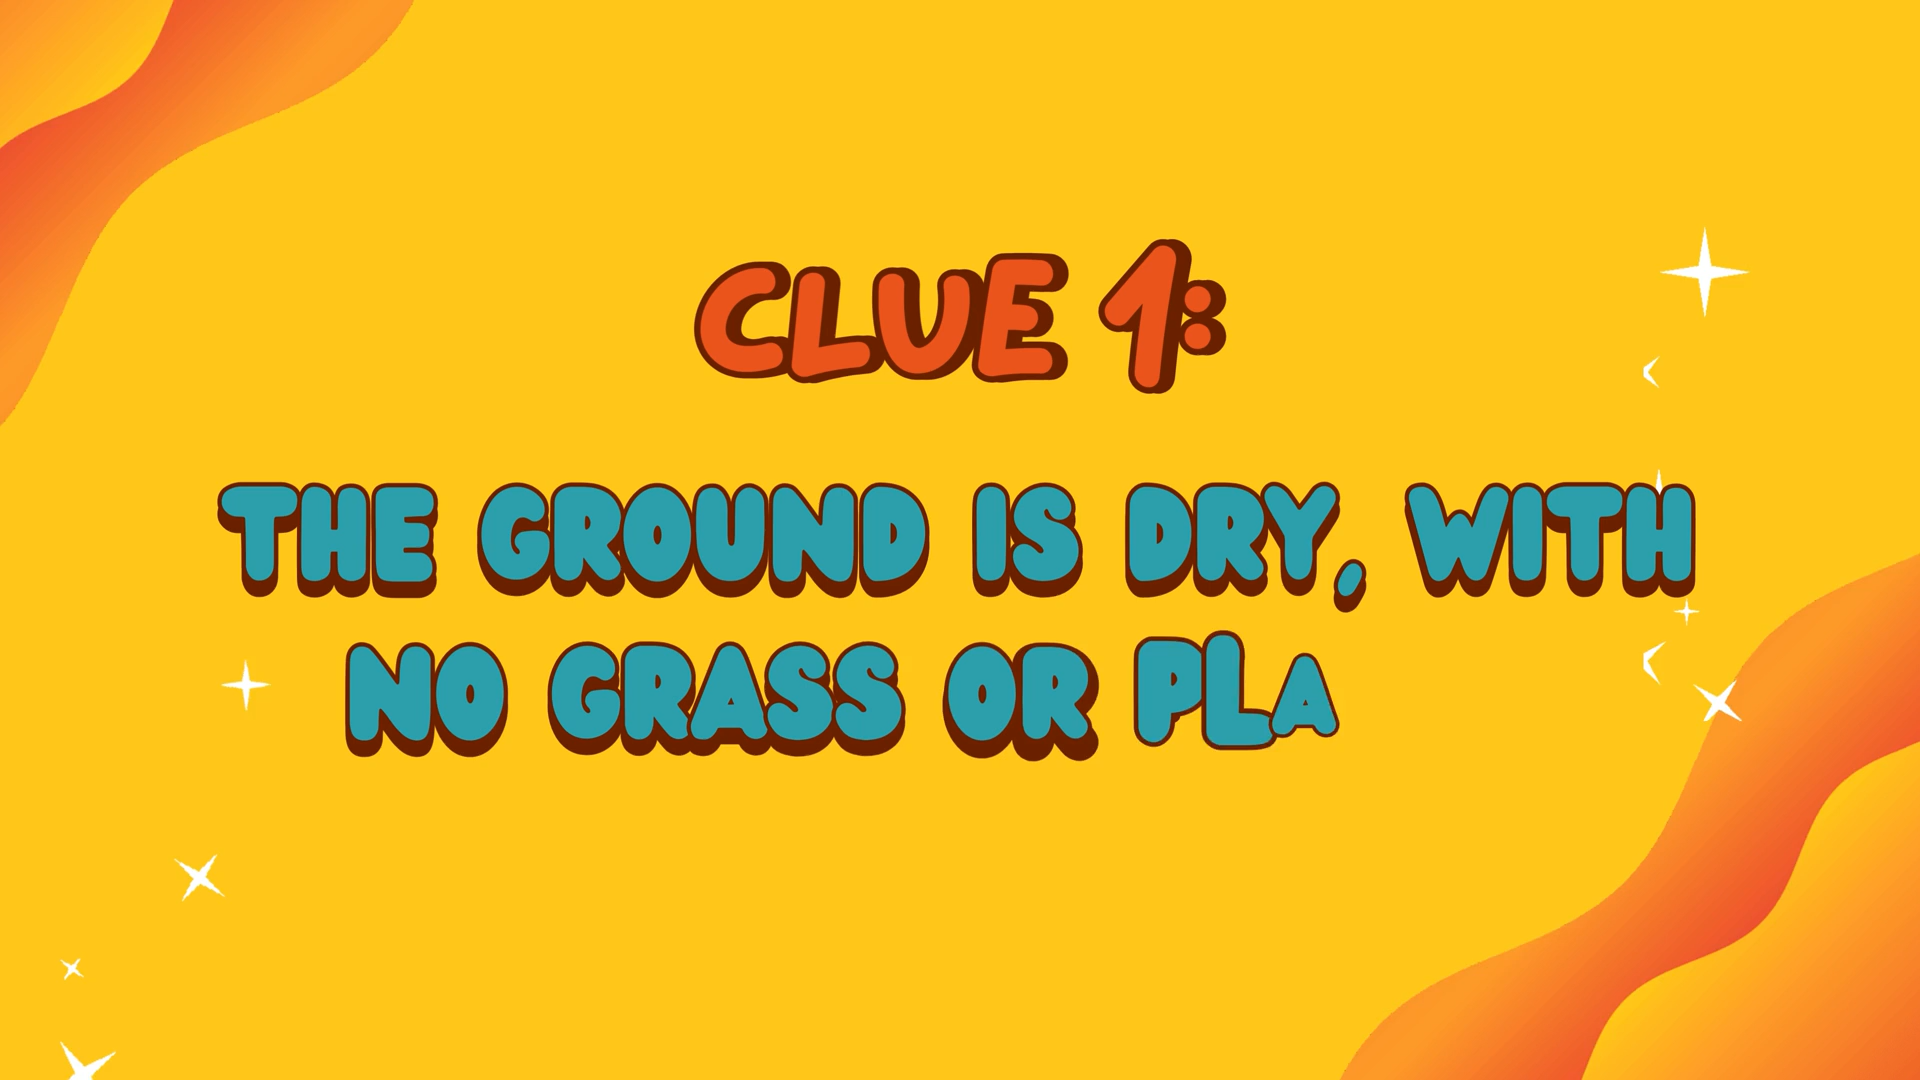 CLUE 1:
THE GROUND IS DRY, WITH
NO GRASS OR PLA